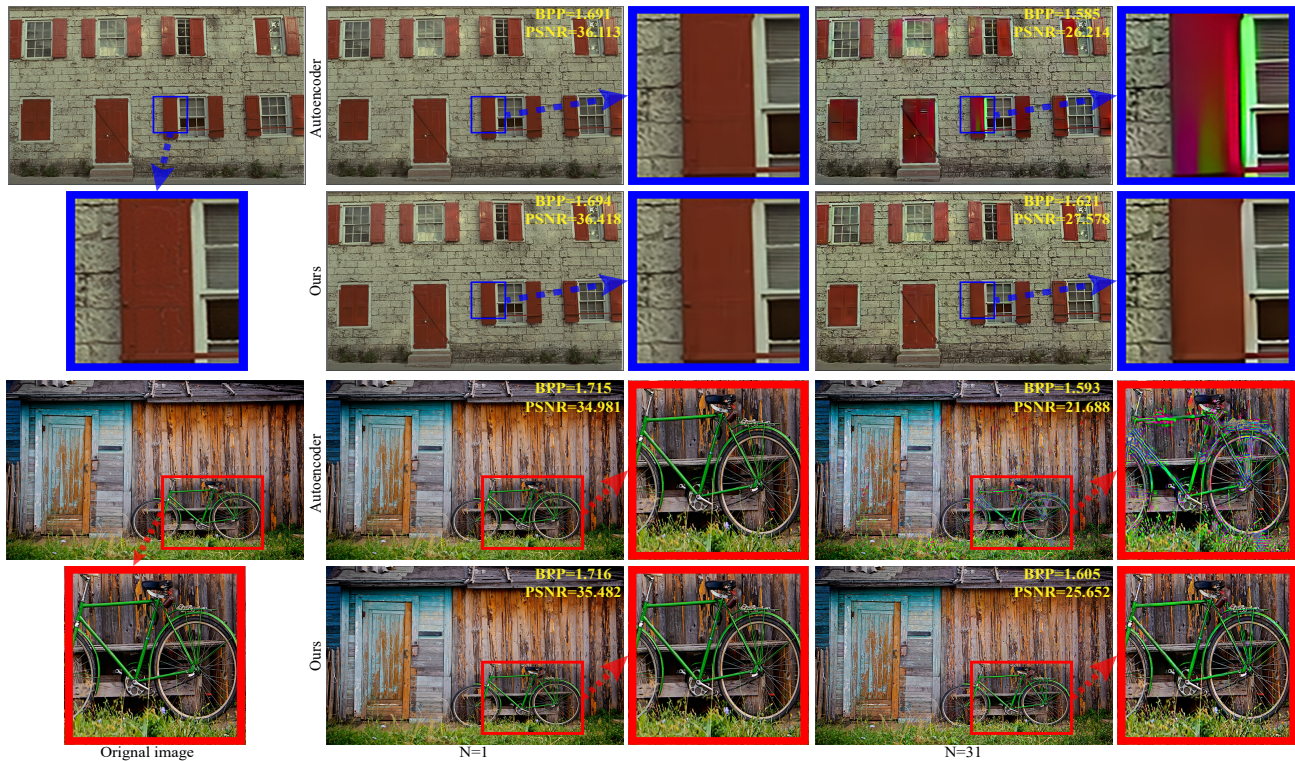 BPP=1.691
PSNR=36.113
BPP=1.585
PSNR=26.214
Autoencoder
BPP=1.694
PSNR=36.418
BPP=1.621
PSNR=27.578
Ours
BPP=1.715
PSNR=34.981
BPP=1.593
PSNR=21.688
Autoencoder
BPP=1.716
PSNR=35.482
BPP=1.605
PSNR=25.652
Ours
Orignal image
N=1
N=31